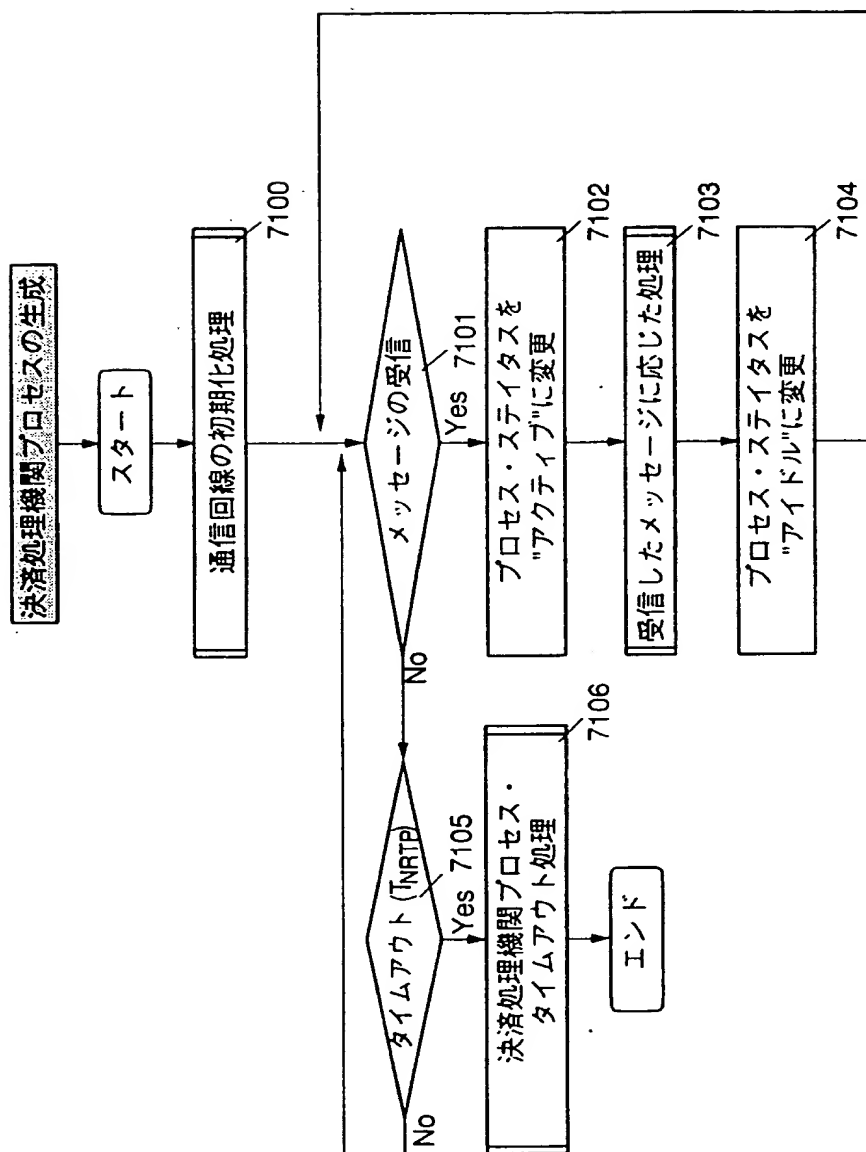 決済処理機関プロセスの生成
スタート
通信回線の初期化処理
7100
メッセージの受信
7101
Yes
No
プロセス・ステイタスを
"アクティブ"に変更
7102
受信したメッセージに応じた処理
7103
プロセス・ステイタスを
"アイドル"に変更
7104
タイムアウト(TNRTP)
7105
Yes
No
決済処理機関プロセス・
タイムアウト処理
7106
エンド